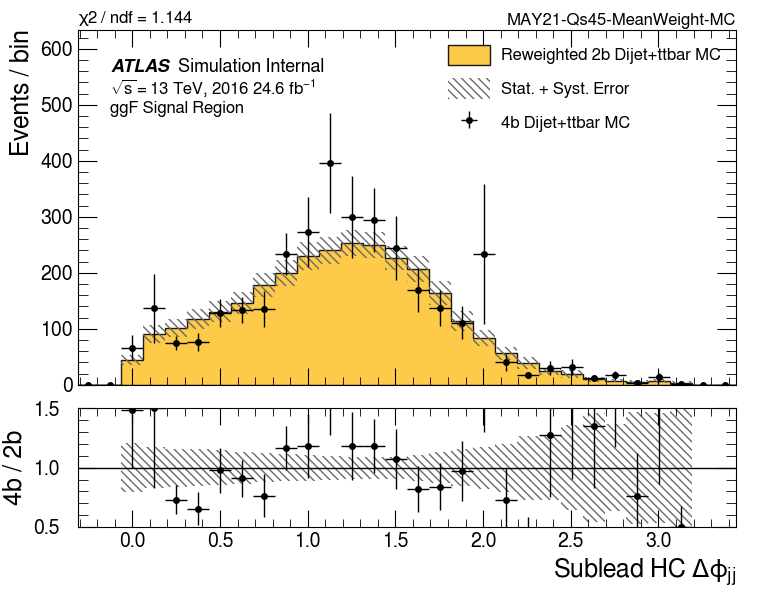 χ2 / ndf = 1.144
MAY21-Qs45-MeanWeight-MC
Events / bin
600
500
400
300
200
100
0
ATLAS Simulation Internal
√s = 13 TeV, 2016 24.6 fb⁻¹
ggF Signal Region
Reweighted 2b Dijet+ttbar MC
Stat. + Syst. Error
4b Dijet+ttbar MC
4b / 2b
1.5
1.0
0.5
0.0 0.5 1.0 1.5 2.0 2.5 3.0
Sublead HC Δϕjj